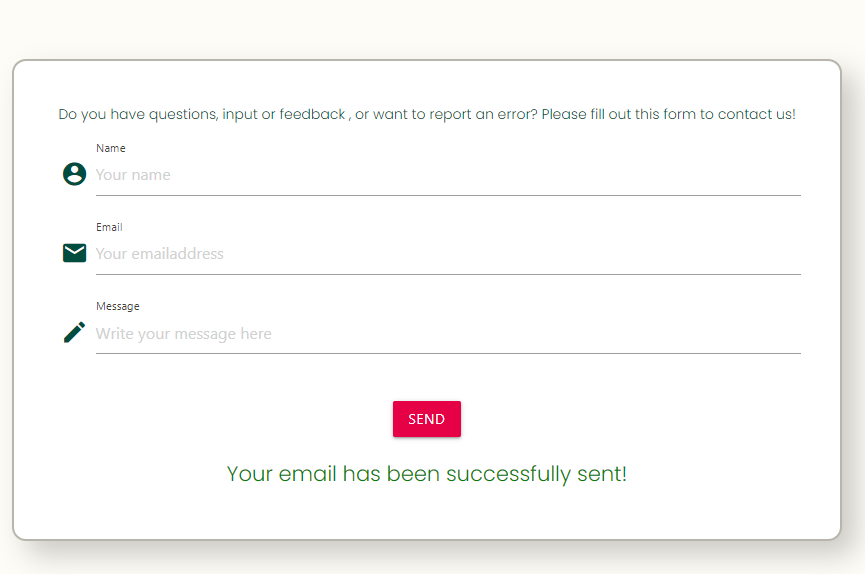 Do you have questions, input or feedback , or want to report an error? Please fill out this form to contact us!
Name
Your name
Email
Your emailaddress
Message
Write your message here
SEND
Your email has been successfully sent!